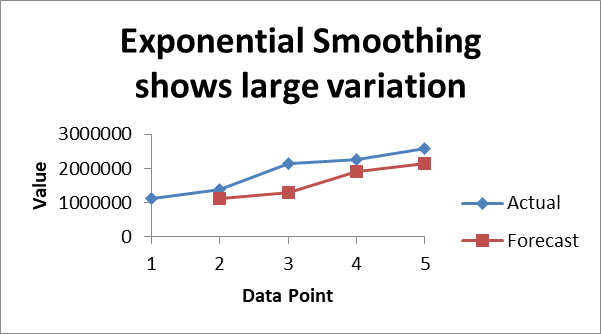 Exponential Smoothing
shows large variation
3000000
2000000
1000000
0
Value
1 2 3 4 5
Data Point
Actual
Forecast